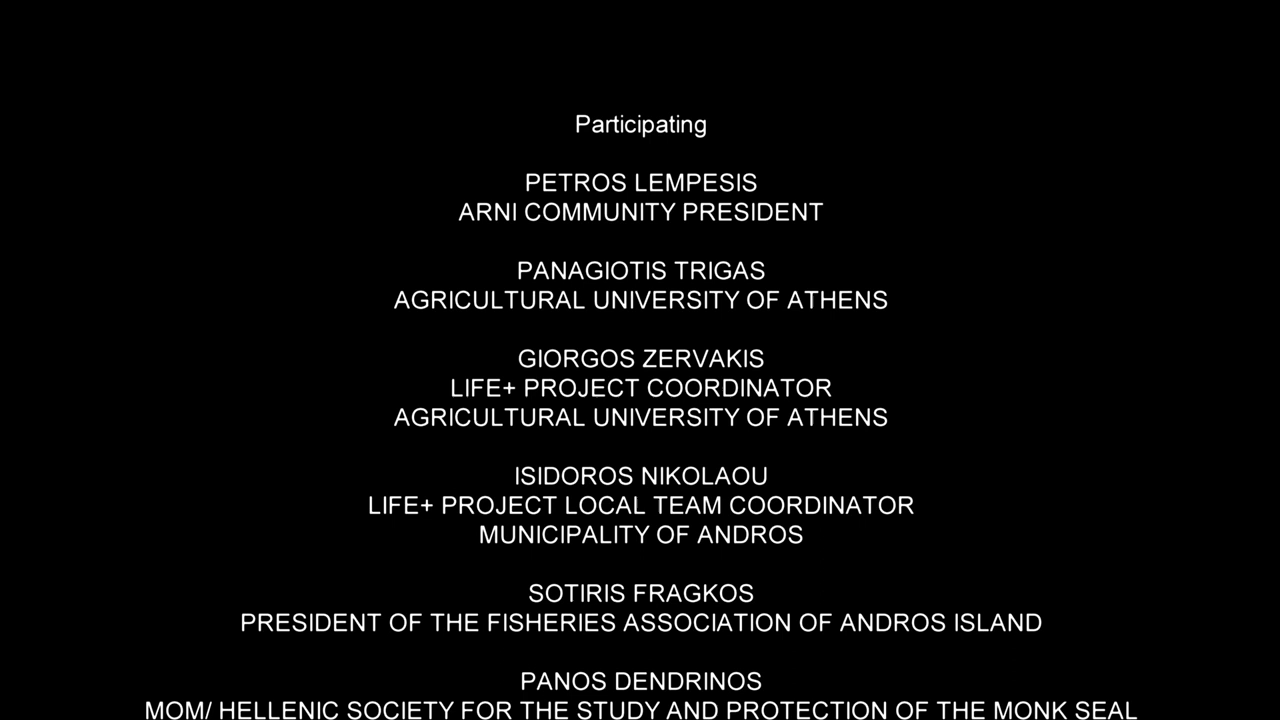 Participating
PETROS LEMPESIS
ARNI COMMUNITY PRESIDENT
PANAGIOTIS TRIGAS
AGRICULTURAL UNIVERSITY OF ATHENS
GIORGOS ZERVAKIS
LIFE+ PROJECT COORDINATOR
AGRICULTURAL UNIVERSITY OF ATHENS
ISIDOROS NIKOLAOU
LIFE+ PROJECT LOCAL TEAM COORDINATOR
MUNICIPALITY OF ANDROS
SOTIRIS FRAGKOS
PRESIDENT OF THE FISHERIES ASSOCIATION OF ANDROS ISLAND
PANOS DENDRINOS
MOM/ HELLENIC SOCIETY FOR THE STUDY AND PROTECTION OF THE MONK SEAL